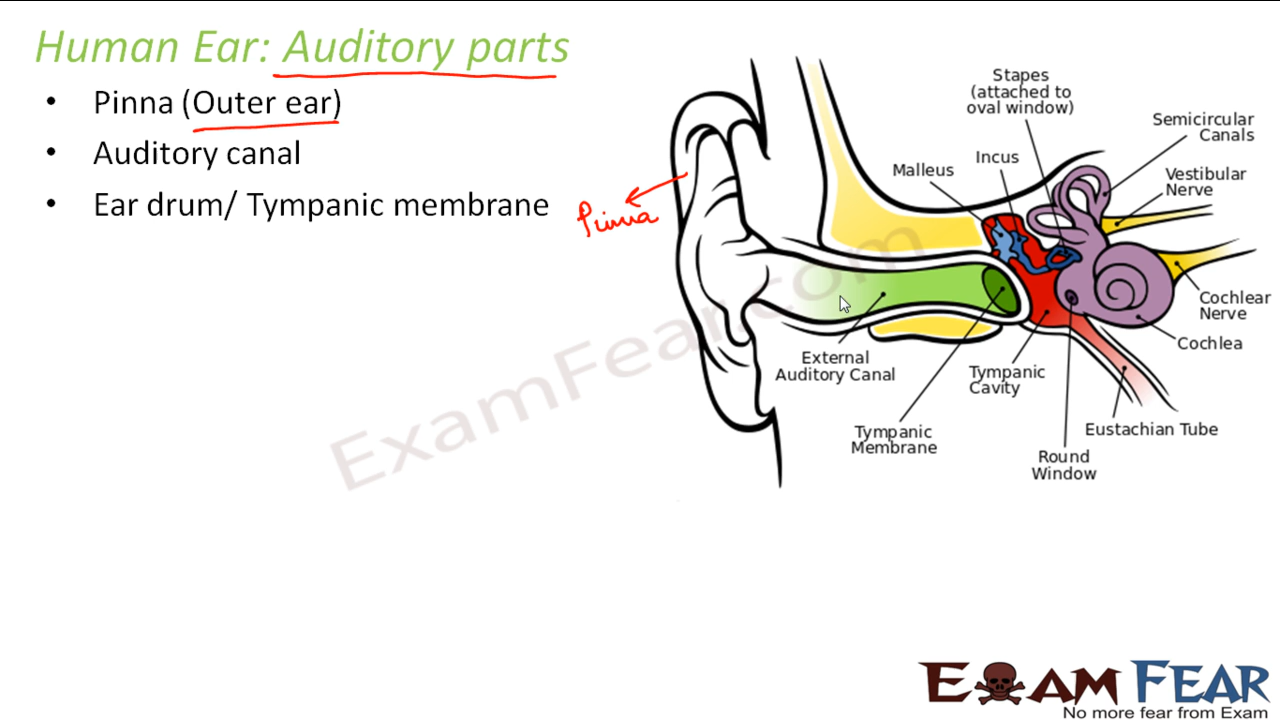 Human Ear: Auditory parts
• Pinna (Outer ear)
• Auditory canal
• Ear drum/ Tympanic membrane
Pinna
Stapes
(attached to
oval window)
Semicircular
Canals
Malleus
Incus
Vestibular
Nerve
Cochlear
Nerve
Cochlea
External
Auditory Canal
Tympanic
Cavity
Tympanic
Membrane
Eustachian Tube
Round
Window
ExamFear.com
EXAM FEAR
No more fear from Exam